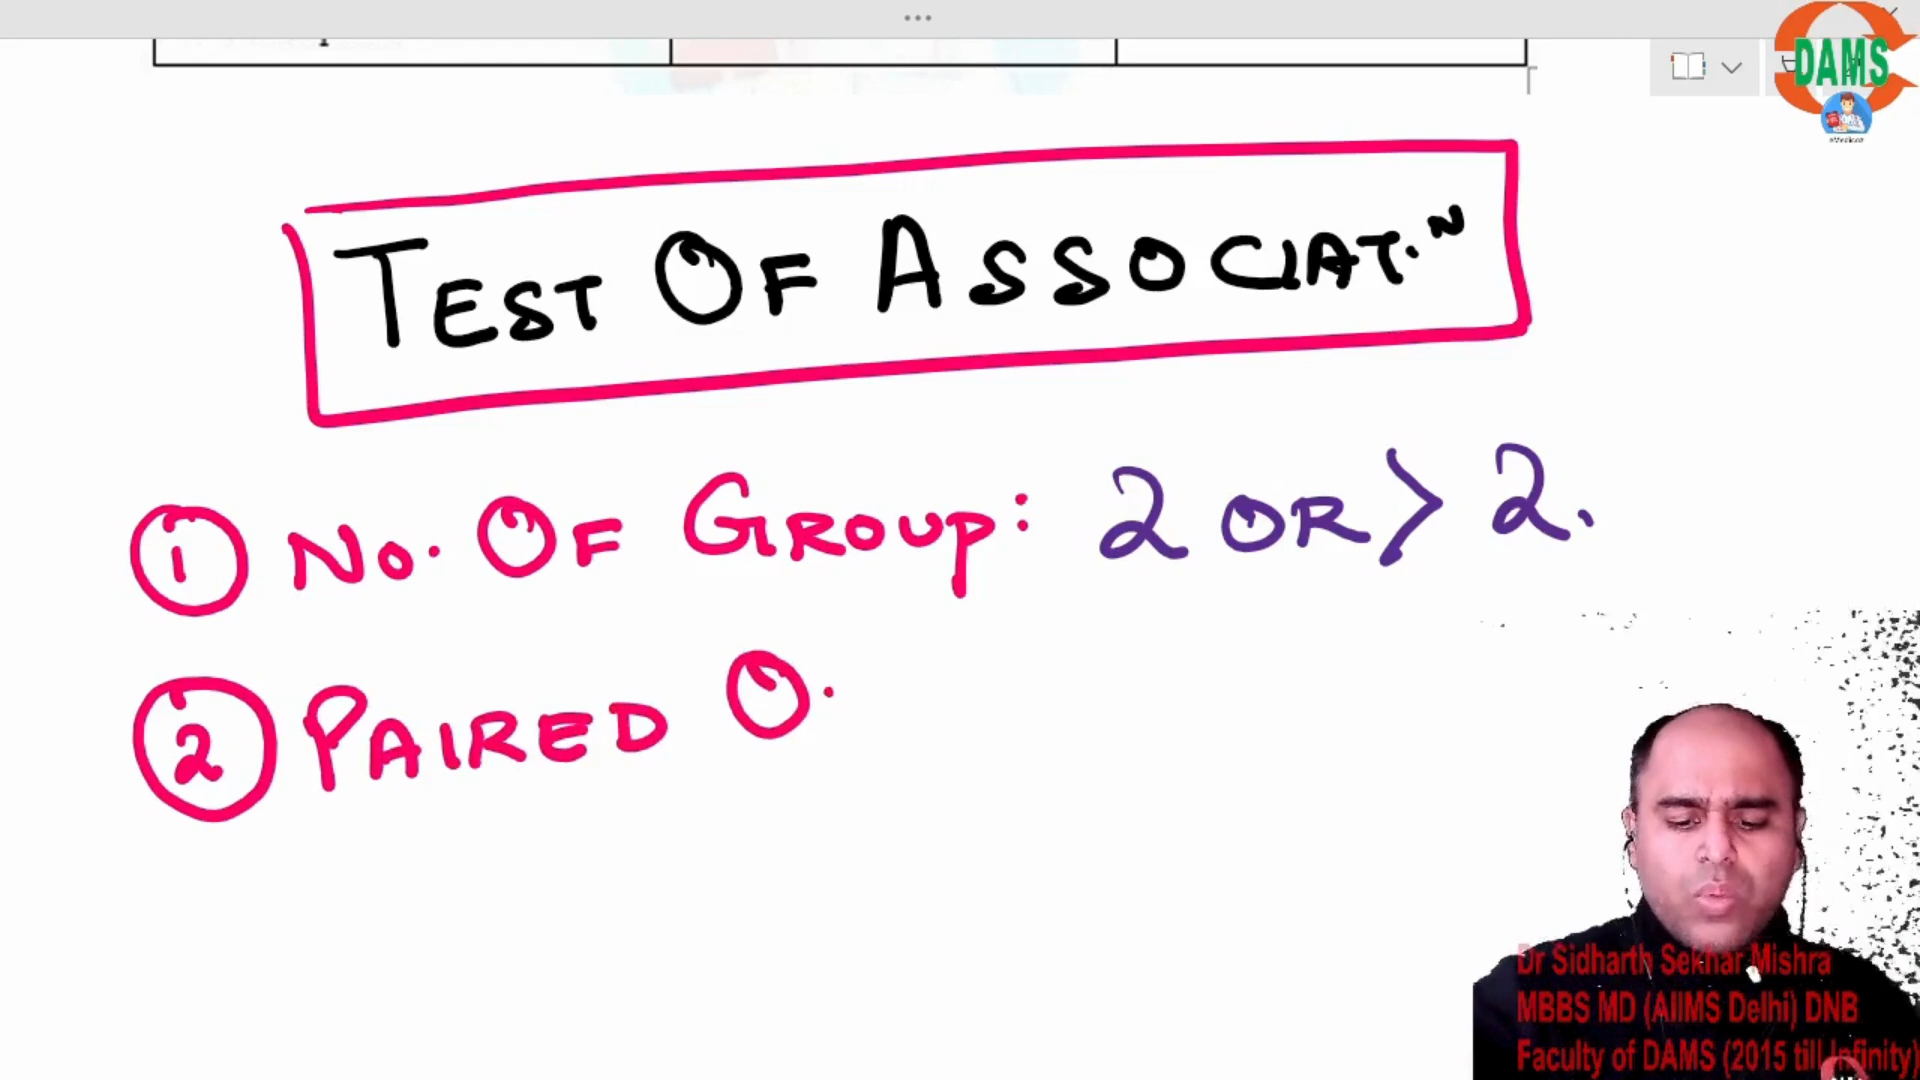 DAMS
TEST OF ASSOCIAT.N
1 No. OF GROUP: 2 OR > 2.
2 PAIRED O.
Dr Sidharth Sekhar Mishra
MBBS MD (AIIMS Delhi) DNB
Faculty of DAMS (2015 till Infinity)